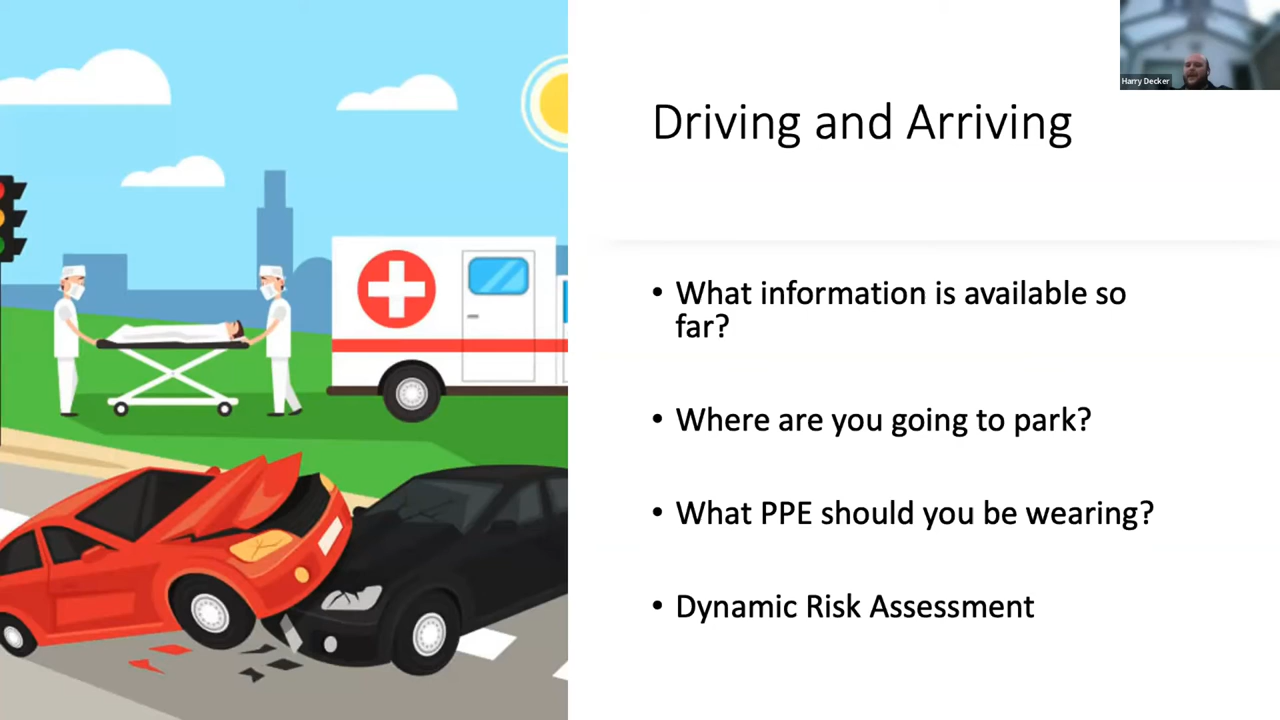 Harry Decker
Driving and Arriving
• What information is available so
far?
• Where are you going to park?
• What PPE should you be wearing?
• Dynamic Risk Assessment